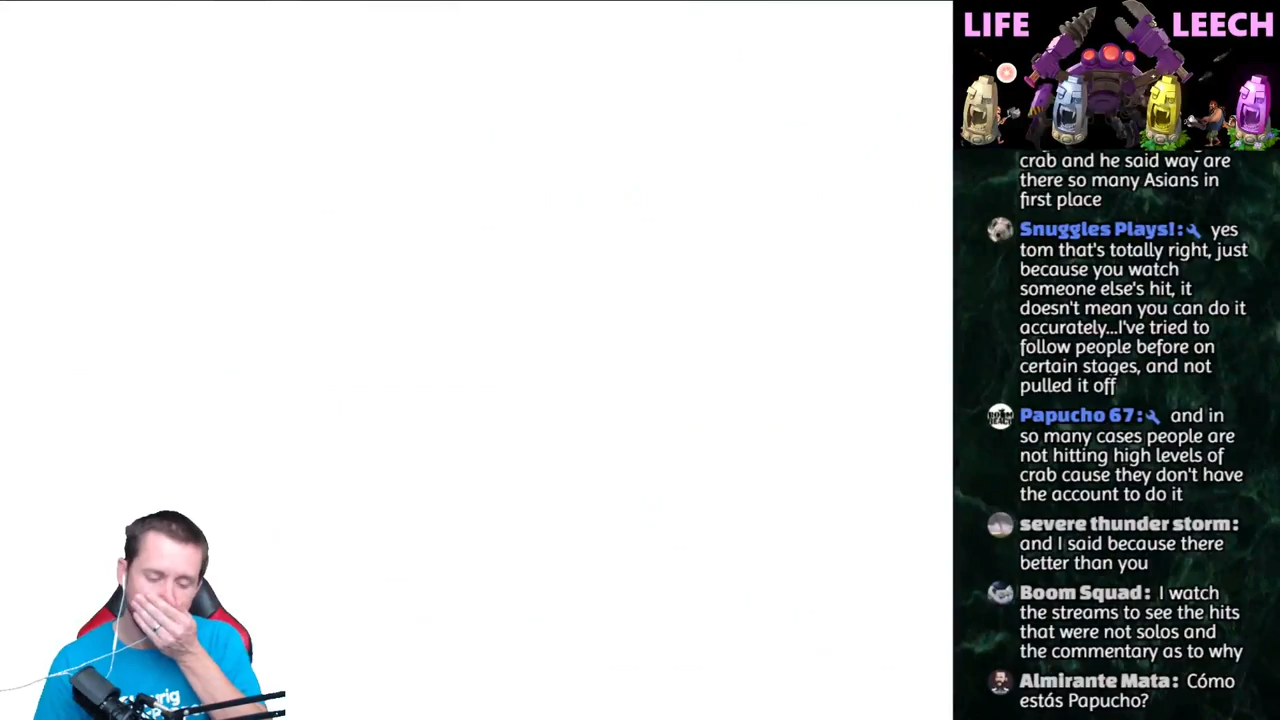 LIFE LEECH
crab and he said way are
there so many Asians in
first place
Snuggles Plays!: yes
tom that's totally right, just
because you watch
someone else's hit, it
doesn't mean you can do it
accurately...I've tried to
follow people before on
certain stages, and not
pulled it off
Papucho 67: and in
so many cases people are
not hitting high levels of
crab cause they don't have
the account to do it
severe thunder storm:
and I said because there
better than you
Boom Squad: I watch
the streams to see the hits
that were not solos and
the commentary as to why
Almirante Mata: Cómo
estás Papucho?